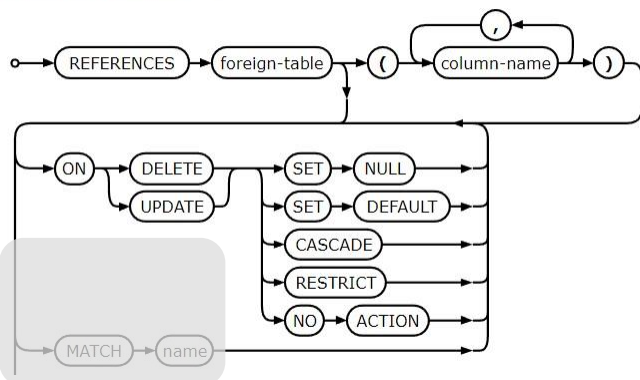 ,
REFERENCES foreign-table ( column-name )
ON DELETE SET NULL
UPDATE SET DEFAULT
CASCADE
RESTRICT
NO ACTION
MATCH name